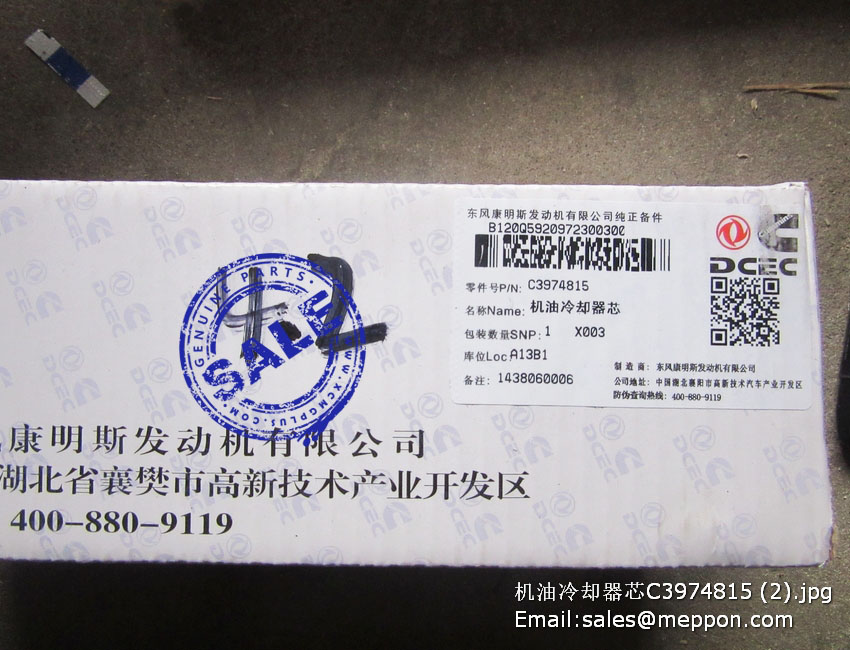 东风康明斯发动机有限公司纯正备件
B120Q5920972300300
零件号P/N: C3974815
名称Name: 机油冷却器芯
包装数量SNP: 1 X003
库位Loc A13B1
备注: 1438060006
DCEC
制造商: 东风康明斯发动机有限公司
公司地址: 中国湖北襄阳市高新技术汽车产业开发区
防伪查询热线: 400-880-9119
GENUINE PARTS
SALE
WWW.XCMGPLUS.COM
4.2
康明斯发动机有限公司
湖北省襄樊市高新技术产业开发区
400-880-9119
机油冷却器芯C3974815 (2).jpg
Email:sales@meppon.com